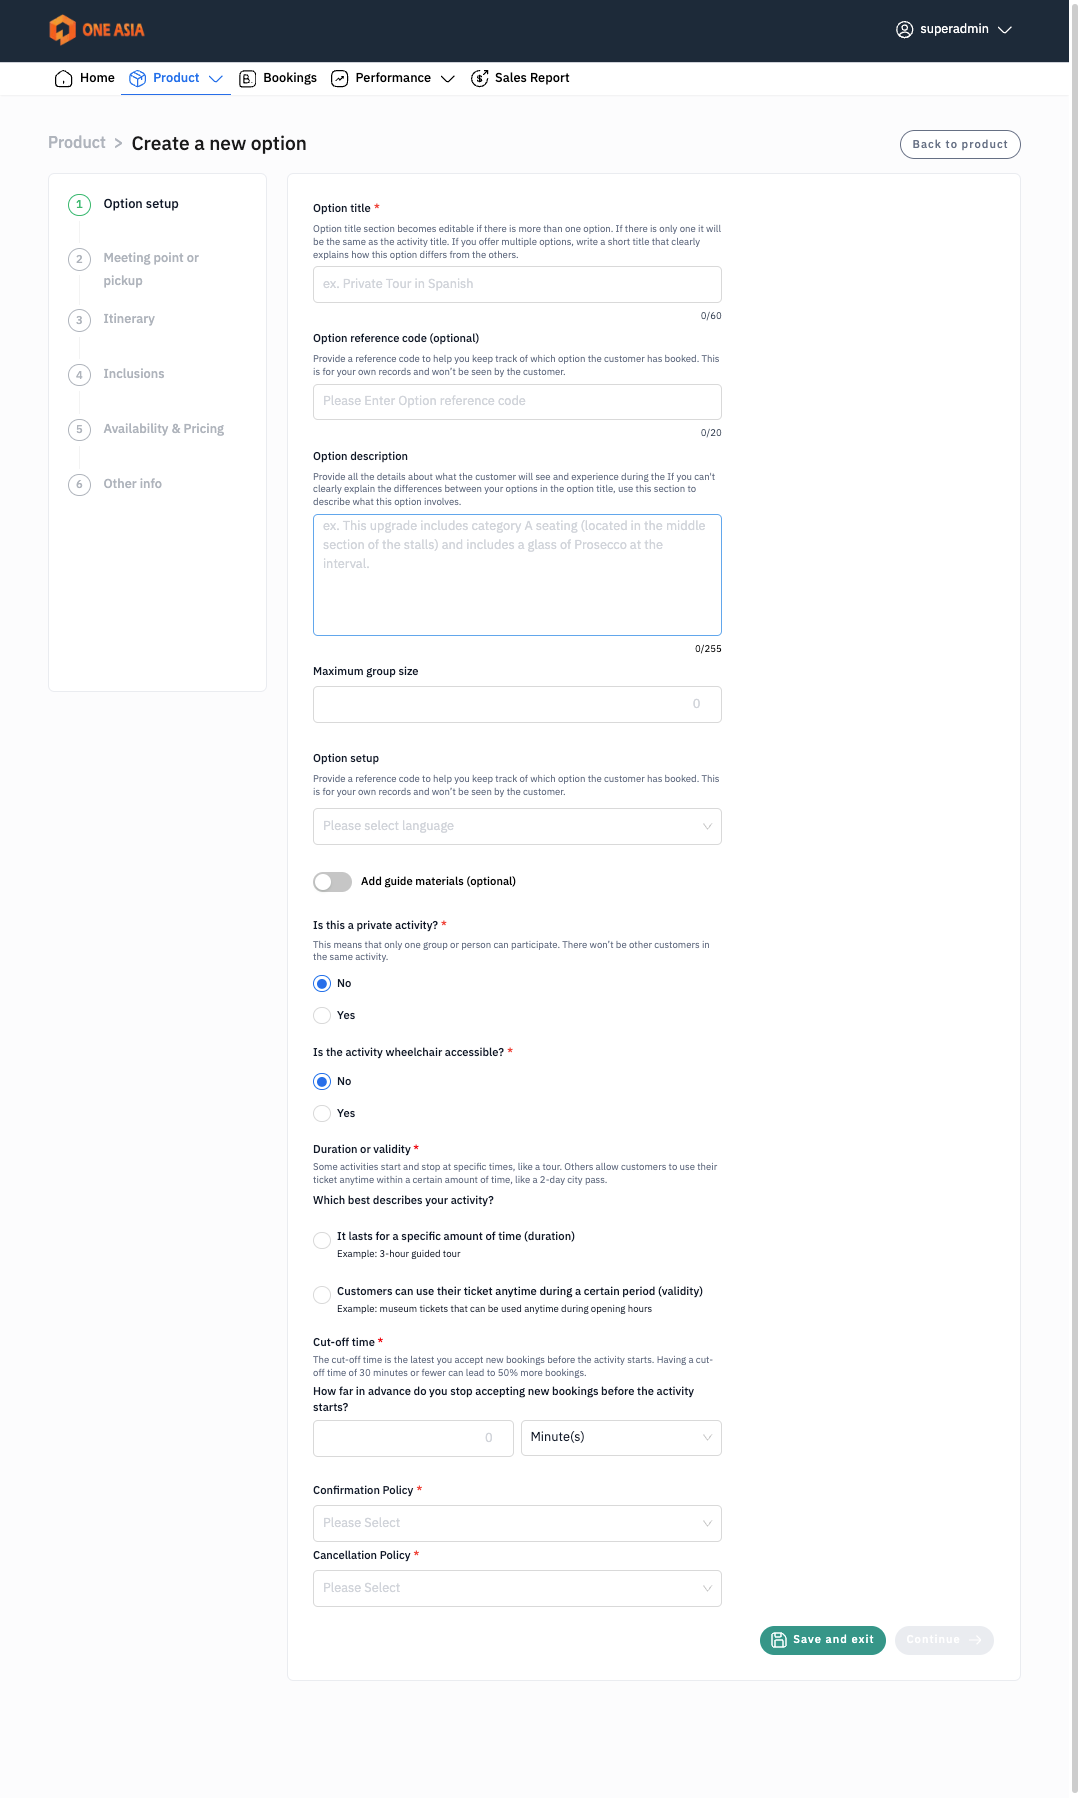 ONE ASIA
superadmin
Home Product Bookings Performance Sales Report
Product > Create a new option
Back to product
1 Option setup
2 Meeting point or
pickup
3 Itinerary
4 Inclusions
5 Availability & Pricing
6 Other info
Option title *
Option title section becomes editable if there is more than one option. If there is only one it will
be the same as the activity title. If you offer multiple options, write a short title that clearly
explains how this option differs from the others.
ex. Private Tour in Spanish
0/60
Option reference code (optional)
Provide a reference code to help you keep track of which option the customer has booked. This
is for your own records and won't be seen by the customer.
Please Enter Option reference code
0/20
Option description
Provide all the details about what the customer will see and experience during the If you can't
clearly explain the differences between your options in the option title, use this section to
describe what this option involves.
ex. This upgrade includes category A seating (located in the middle
section of the stalls) and includes a glass of Prosecco at the
interval.
0/255
Maximum group size
0
Option setup
Provide a reference code to help you keep track of which option the customer has booked. This
is for your own records and won't be seen by the customer.
Please select language
Add guide materials (optional)
Is this a private activity? *
This means that only one group or person can participate. There won't be other customers in
the same activity.
No
Yes
Is the activity wheelchair accessible? *
No
Yes
Duration or validity *
Some activities start and stop at specific times, like a tour. Others allow customers to use their
ticket anytime within a certain amount of time, like a 2-day city pass.
Which best describes your activity?
It lasts for a specific amount of time (duration)
Example: 3-hour guided tour
Customers can use their ticket anytime during a certain period (validity)
Example: museum tickets that can be used anytime during opening hours
Cut-off time *
The cut-off time is the latest you accept new bookings before the activity starts. Having a cut-
off time of 30 minutes or fewer can lead to 50% more bookings.
How far in advance do you stop accepting new bookings before the activity
starts?
0 Minute(s)
Confirmation Policy *
Please Select
Cancellation Policy *
Please Select
Save and exit Continue